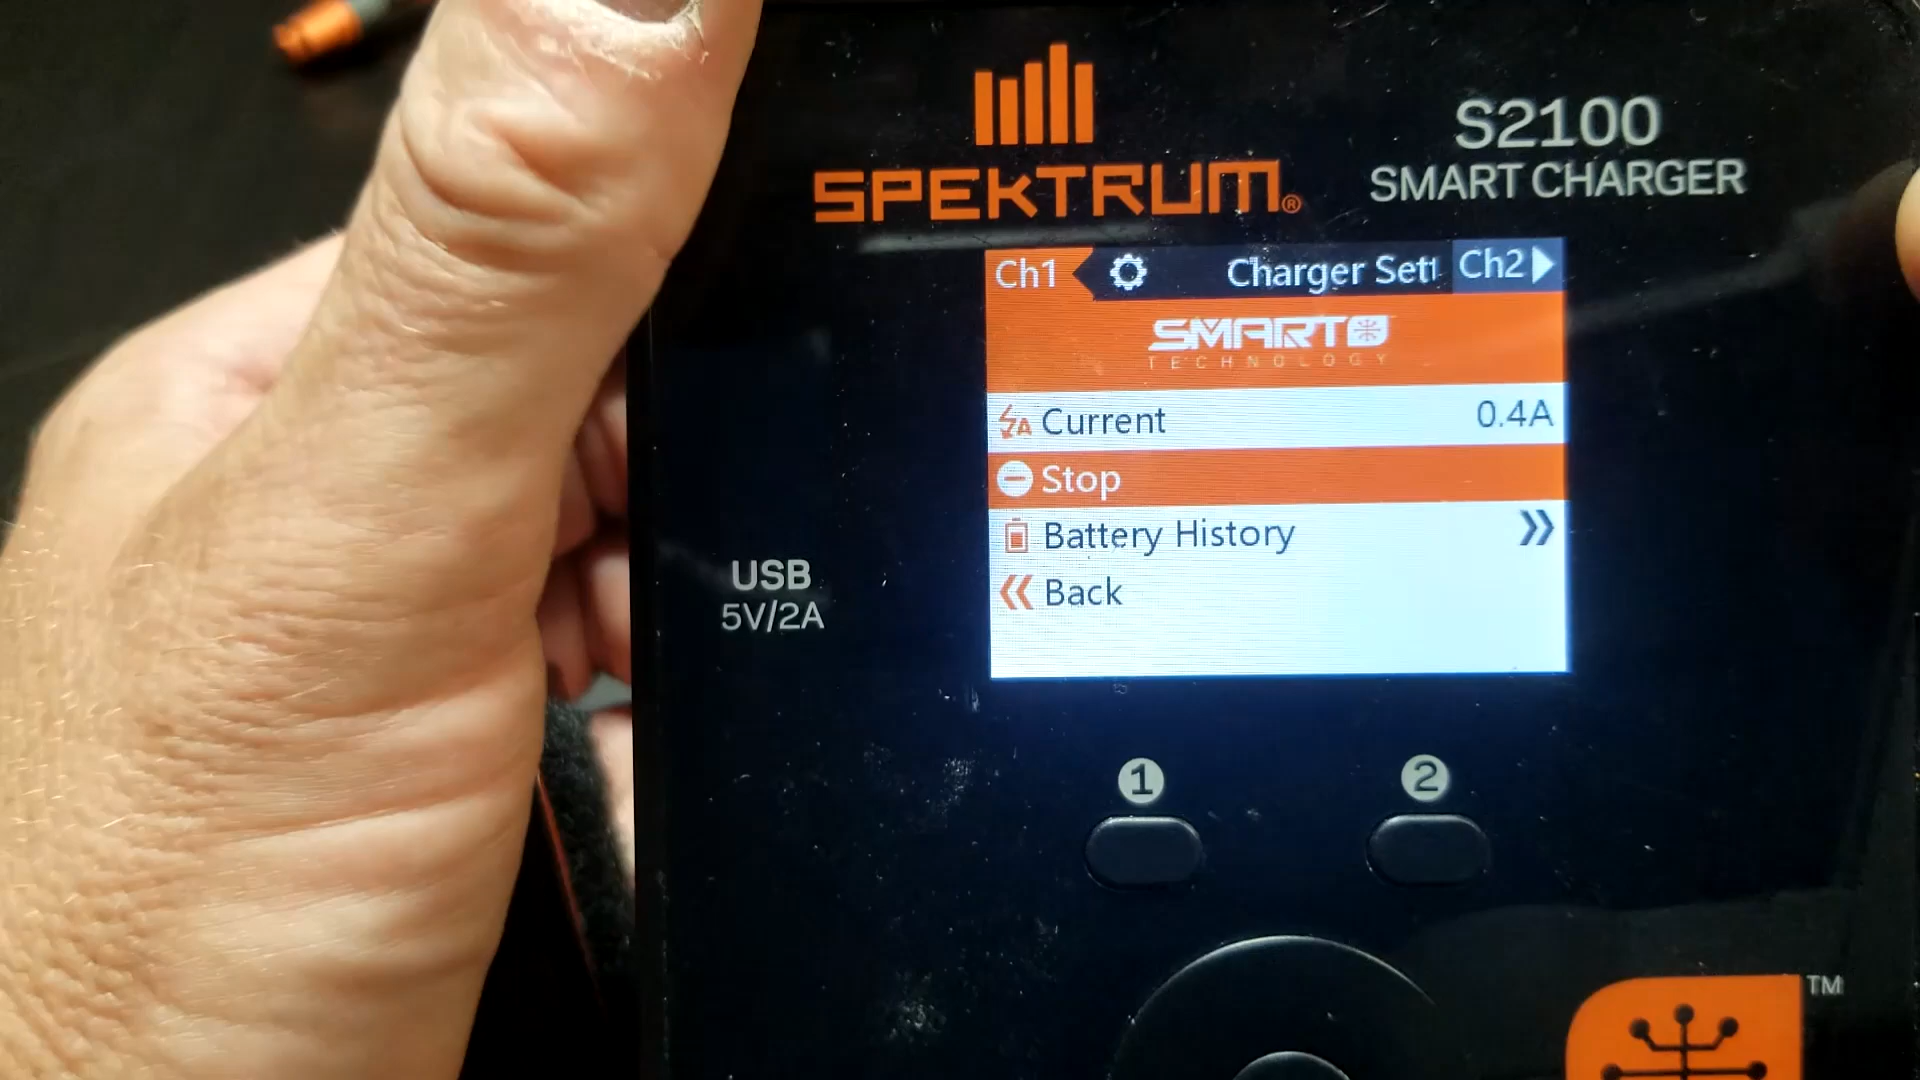 SPEKTRUM®
S2100
SMART CHARGER
Ch1
Charger Sett
Ch2
SMART
TECHNOLOGY
Current 0.4A
Stop
Battery History
Back
USB
5V/2A
1
2
TM